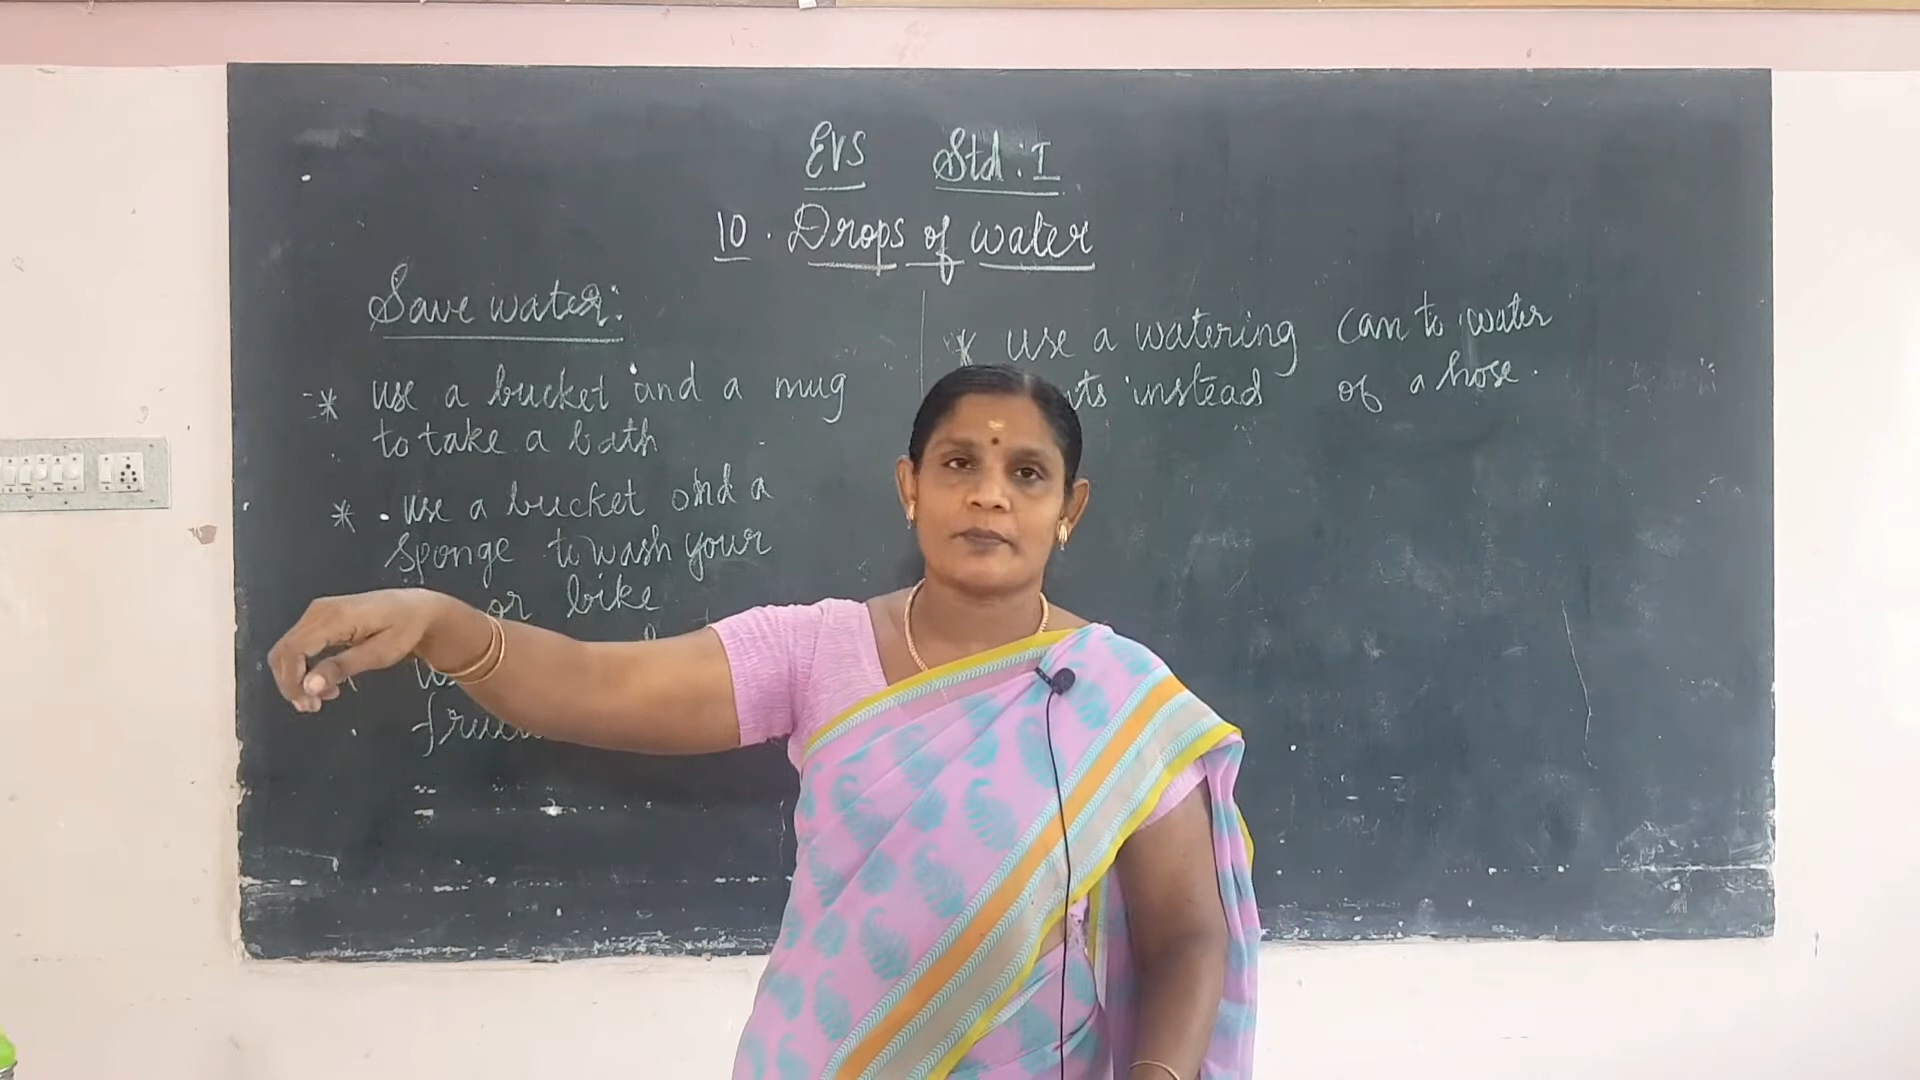 EVS Std : I
10 . Drops of water
Save water:
* use a bucket and a mug
to take a bath
* . use a bucket and a
sponge to wash your
or bike
* use a watering can to water
instead of a hose.